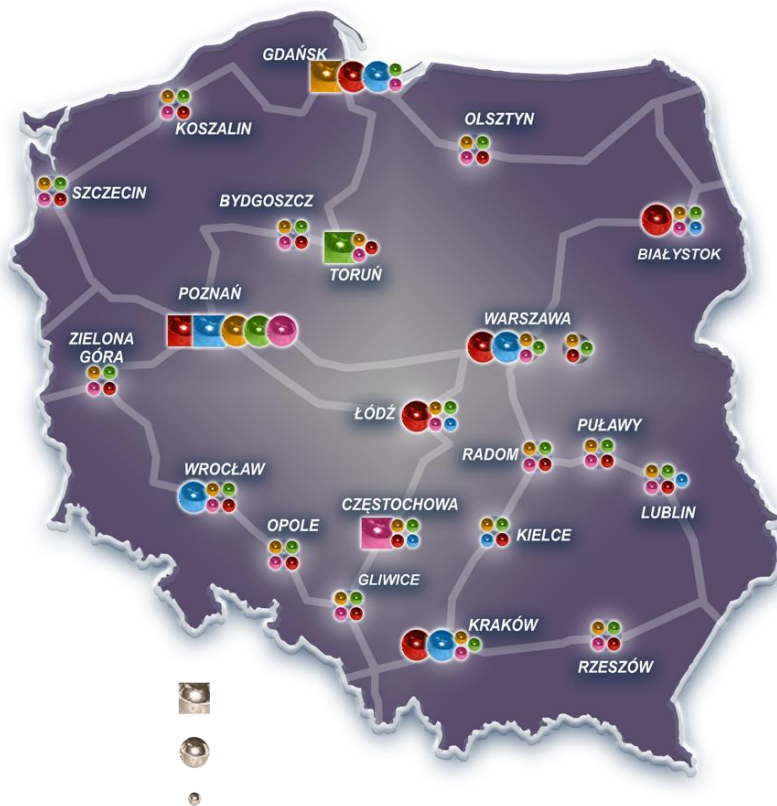 GDAŃSK
KOSZALIN
OLSZTYN
SZCZECIN
BYDGOSZCZ
TORUŃ
BIAŁYSTOK
POZNAŃ
WARSZAWA
ZIELONA
GÓRA
ŁÓDŹ
PUŁAWY
RADOM
WROCŁAW
LUBLIN
CZĘSTOCHOWA
OPOLE
KIELCE
GLIWICE
KRAKÓW
RZESZÓW